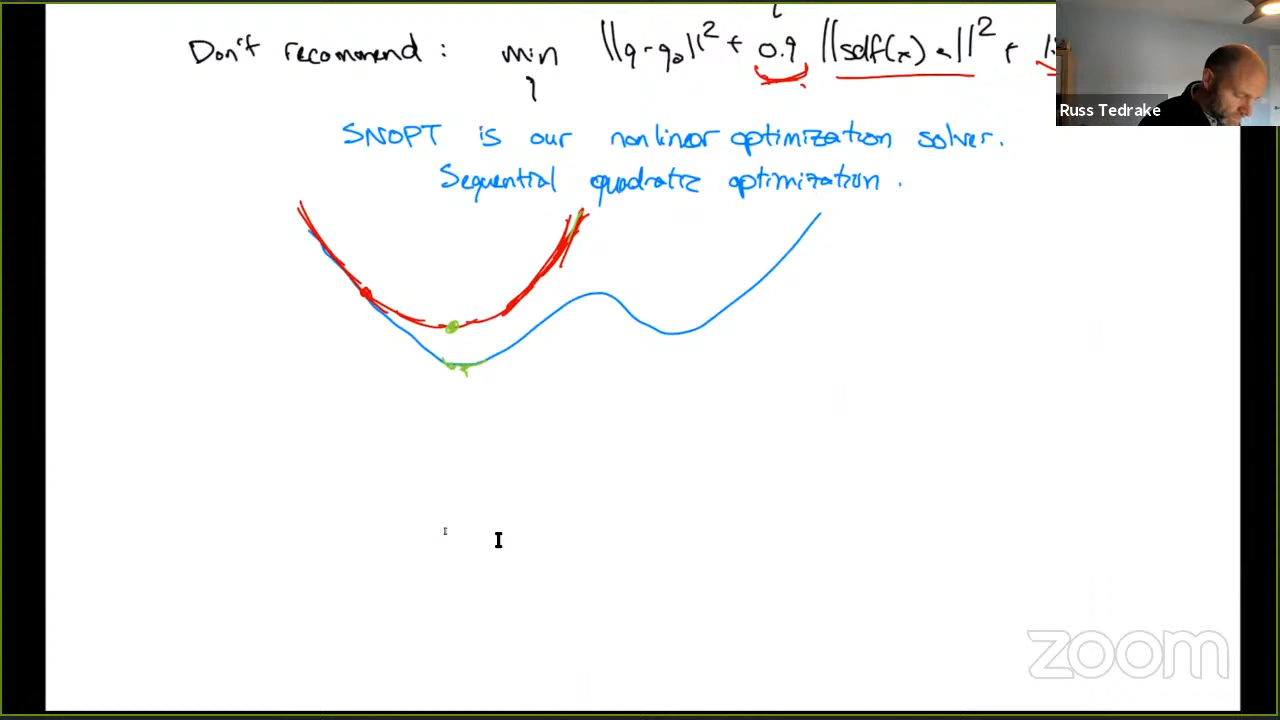 Don't recommend : min ||q - q₀||² + 0.9 ||sdf(x) ||² +
q
Russ Tedrake
SNOPT is our nonlinear optimization solver.
Sequential quadratic optimization .
zoom